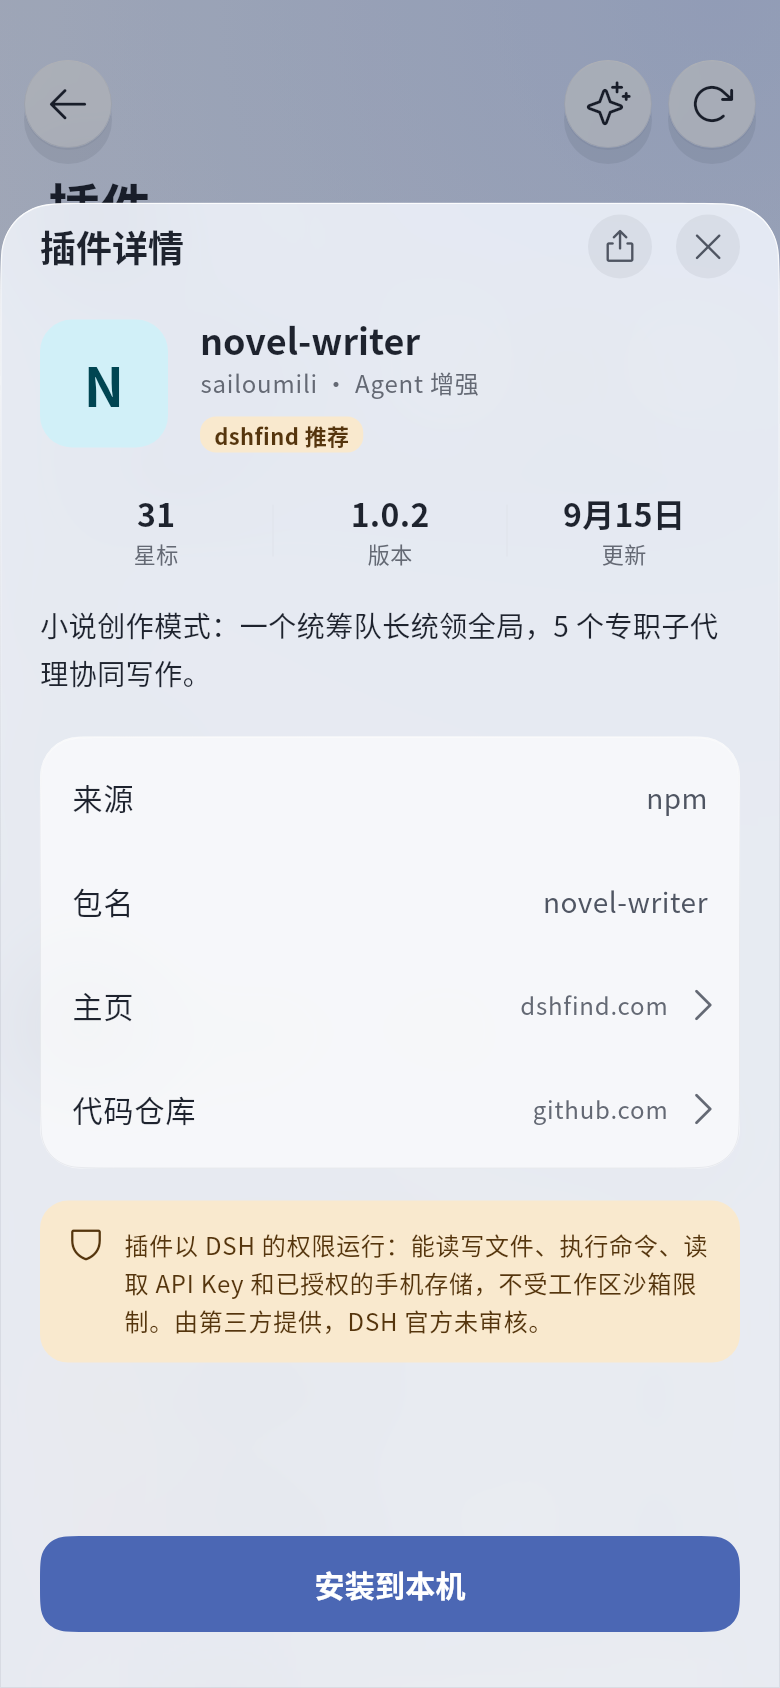 插件
插件详情
N
novel-writer
sailoumili • Agent 增强
dshfind 推荐
31
星标
1.0.2
版本
9月15日
更新
小说创作模式：一个统筹队长统领全局，5 个专职子代
理协同写作。
来源
npm
包名
novel-writer
主页
dshfind.com
代码仓库
github.com
插件以 DSH 的权限运行：能读写文件、执行命令、读
取 API Key 和已授权的手机存储，不受工作区沙箱限
制。由第三方提供，DSH 官方未审核。
安装到本机